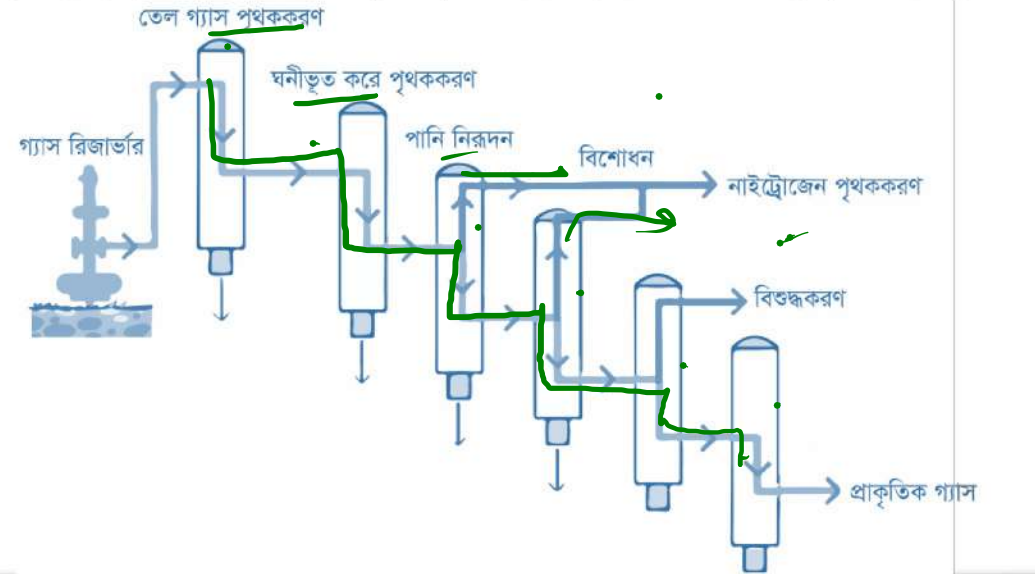 তেল গ্যাস পৃথককরণ
ঘনীভূত করে পৃথককরণ
গ্যাস রিজার্ভার
পানি নিরূদন
বিশোধন
নাইট্রোজেন পৃথককরণ
বিশুদ্ধকরণ
প্রাকৃতিক গ্যাস